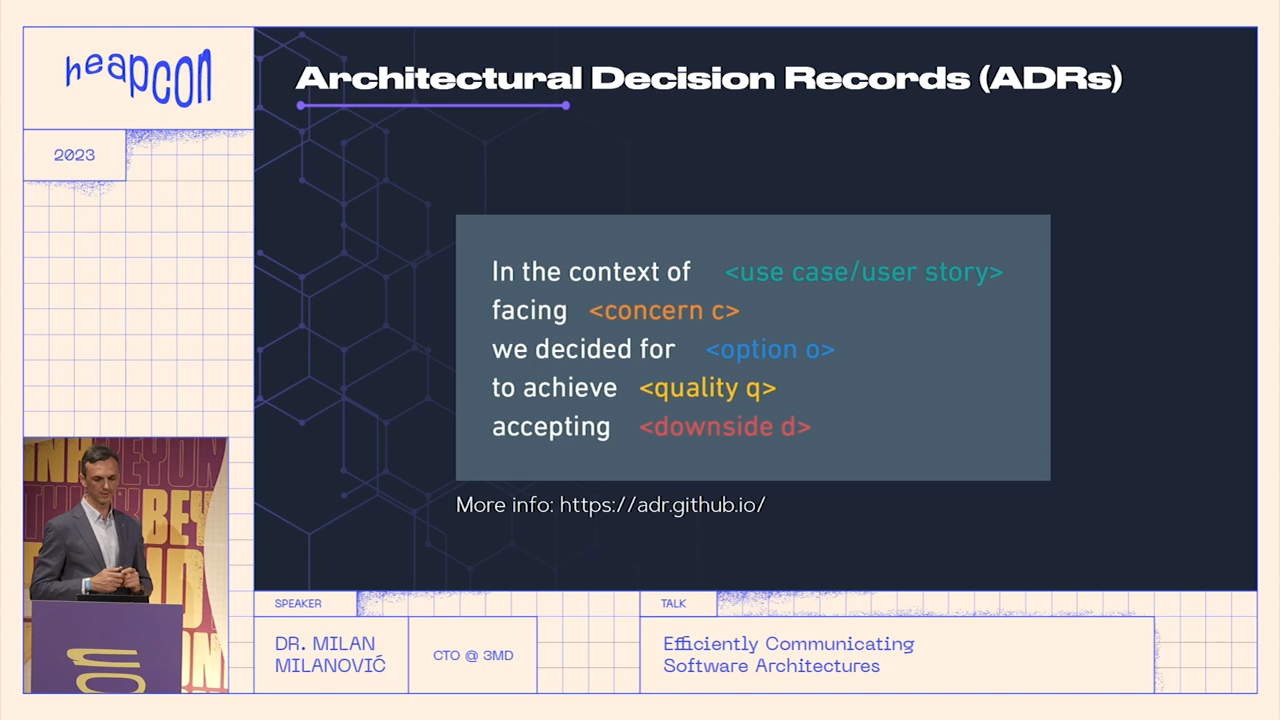 heapcon
2023
Architectural Decision Records (ADRs)
In the context of <use case/user story>
facing <concern c>
we decided for <option o>
to achieve <quality q>
accepting <downside d>
More info: https://adr.github.io/
SPEAKER
DR. MILAN
MILANOVIĆ
CTO @ 3MD
TALK
Efficiently Communicating
Software Architectures